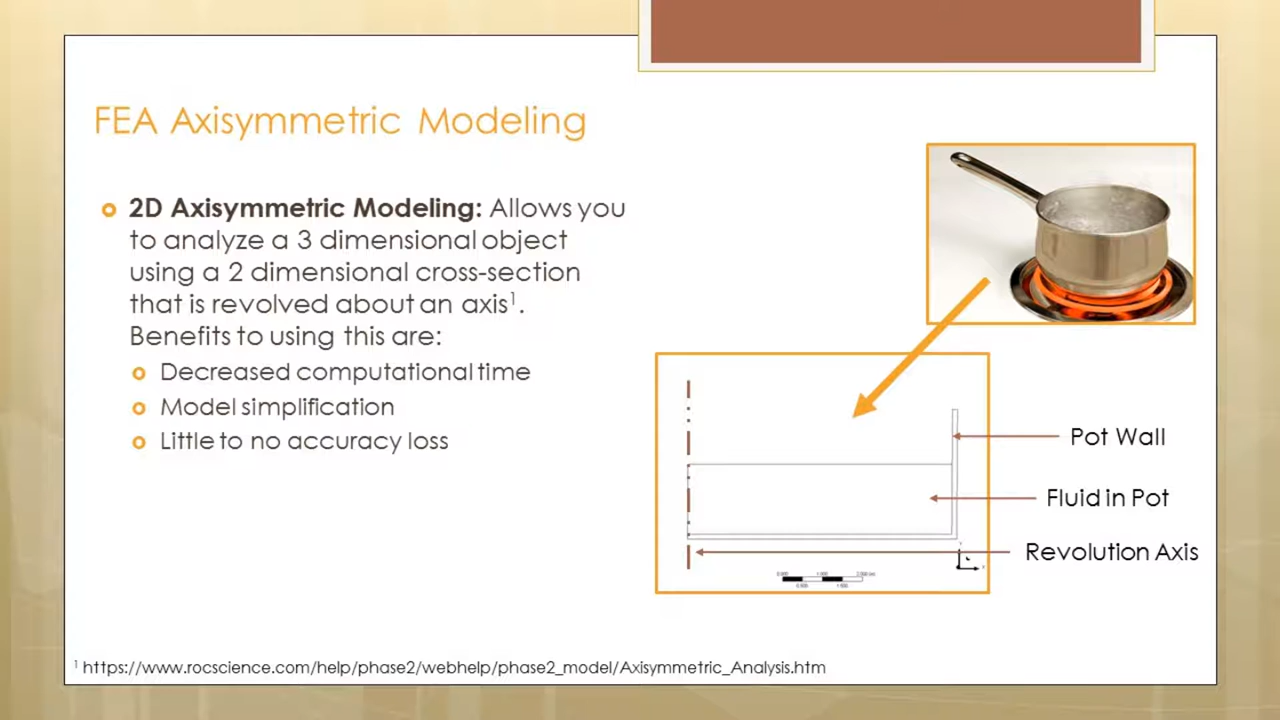 FEA Axisymmetric Modeling
2D Axisymmetric Modeling: Allows you
to analyze a 3 dimensional object
using a 2 dimensional cross-section
that is revolved about an axis¹.
Benefits to using this are:
Decreased computational time
Model simplification
Little to no accuracy loss
Pot Wall
Fluid in Pot
Revolution Axis
¹ https://www.rocscience.com/help/phase2/webhelp/phase2_model/Axisymmetric_Analysis.htm